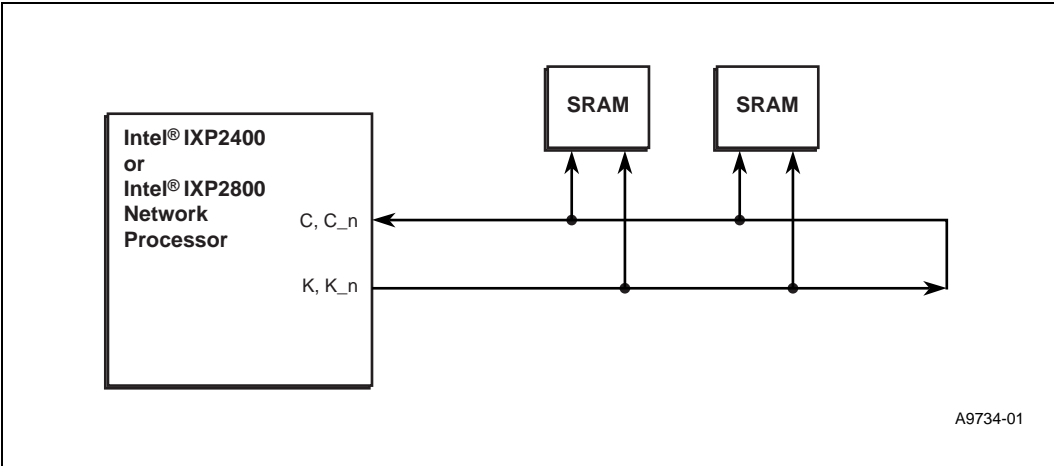 Intel® IXP2400
or
Intel® IXP2800
Network
Processor
C, C_n
K, K_n
SRAM
SRAM
A9734-01